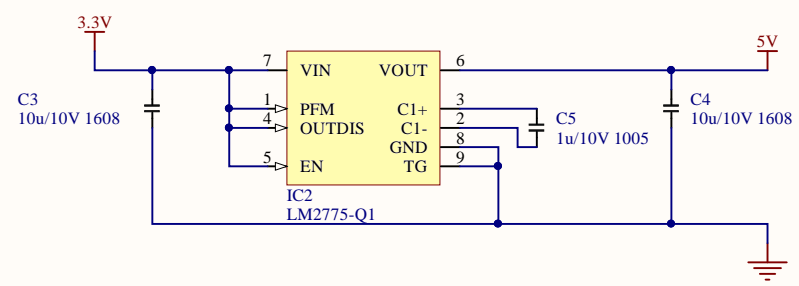 3.3V
5V
7 VIN VOUT 6
C3
10u/10V 1608
1 PFM C1+ 3
4 OUTDIS C1- 2
GND 8
5 EN TG 9
C5
1u/10V 1005
C4
10u/10V 1608
IC2
LM2775-Q1